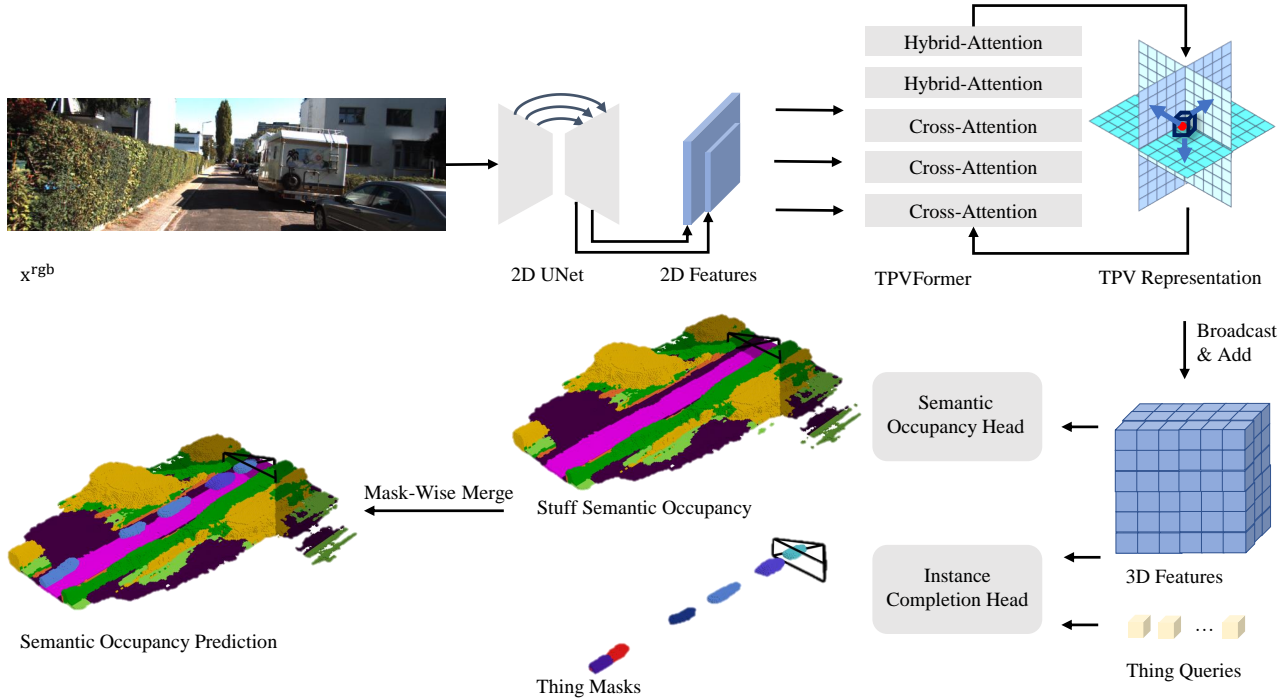 Hybrid-Attention
Hybrid-Attention
Cross-Attention
Cross-Attention
Cross-Attention
x^rgb
2D UNet
2D Features
TPVFormer
TPV Representation
Broadcast
& Add
Semantic
Occupancy Head
Mask-Wise Merge
Stuff Semantic Occupancy
Instance
Completion Head
3D Features
Semantic Occupancy Prediction
...
Thing Masks
Thing Queries